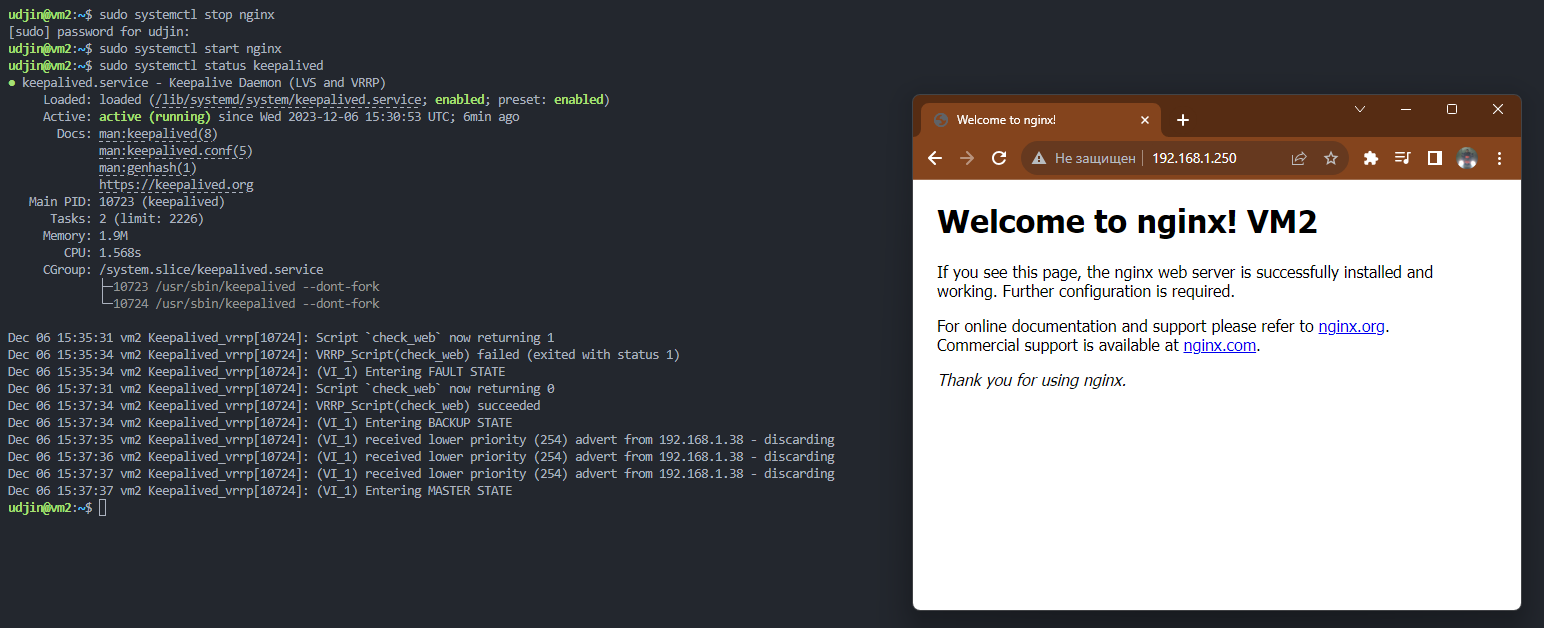 udjin@vm2:~$ sudo systemctl stop nginx
[sudo] password for udjin:
udjin@vm2:~$ sudo systemctl start nginx
udjin@vm2:~$ sudo systemctl status keepalived
● keepalived.service - Keepalive Daemon (LVS and VRRP)
Loaded: loaded (/lib/systemd/system/keepalived.service; enabled; preset: enabled)
Active: active (running) since Wed 2023-12-06 15:30:53 UTC; 6min ago
Docs: man:keepalived(8)
man:keepalived.conf(5)
man:genhash(1)
https://keepalived.org
Main PID: 10723 (keepalived)
Tasks: 2 (limit: 2226)
Memory: 1.9M
CPU: 1.568s
CGroup: /system.slice/keepalived.service
├─10723 /usr/sbin/keepalived --dont-fork
└─10724 /usr/sbin/keepalived --dont-fork
Dec 06 15:35:31 vm2 Keepalived_vrrp[10724]: Script `check_web` now returning 1
Dec 06 15:35:34 vm2 Keepalived_vrrp[10724]: VRRP_Script(check_web) failed (exited with status 1)
Dec 06 15:35:34 vm2 Keepalived_vrrp[10724]: (VI_1) Entering FAULT STATE
Dec 06 15:37:31 vm2 Keepalived_vrrp[10724]: Script `check_web` now returning 0
Dec 06 15:37:34 vm2 Keepalived_vrrp[10724]: VRRP_Script(check_web) succeeded
Dec 06 15:37:34 vm2 Keepalived_vrrp[10724]: (VI_1) Entering BACKUP STATE
Dec 06 15:37:35 vm2 Keepalived_vrrp[10724]: (VI_1) received lower priority (254) advert from 192.168.1.38 - discarding
Dec 06 15:37:36 vm2 Keepalived_vrrp[10724]: (VI_1) received lower priority (254) advert from 192.168.1.38 - discarding
Dec 06 15:37:37 vm2 Keepalived_vrrp[10724]: (VI_1) received lower priority (254) advert from 192.168.1.38 - discarding
Dec 06 15:37:37 vm2 Keepalived_vrrp[10724]: (VI_1) Entering MASTER STATE
udjin@vm2:~$
Welcome to nginx!
Не защищен 192.168.1.250
Welcome to nginx! VM2
If you see this page, the nginx web server is successfully installed and
working. Further configuration is required.
For online documentation and support please refer to nginx.org.
Commercial support is available at nginx.com.
Thank you for using nginx.